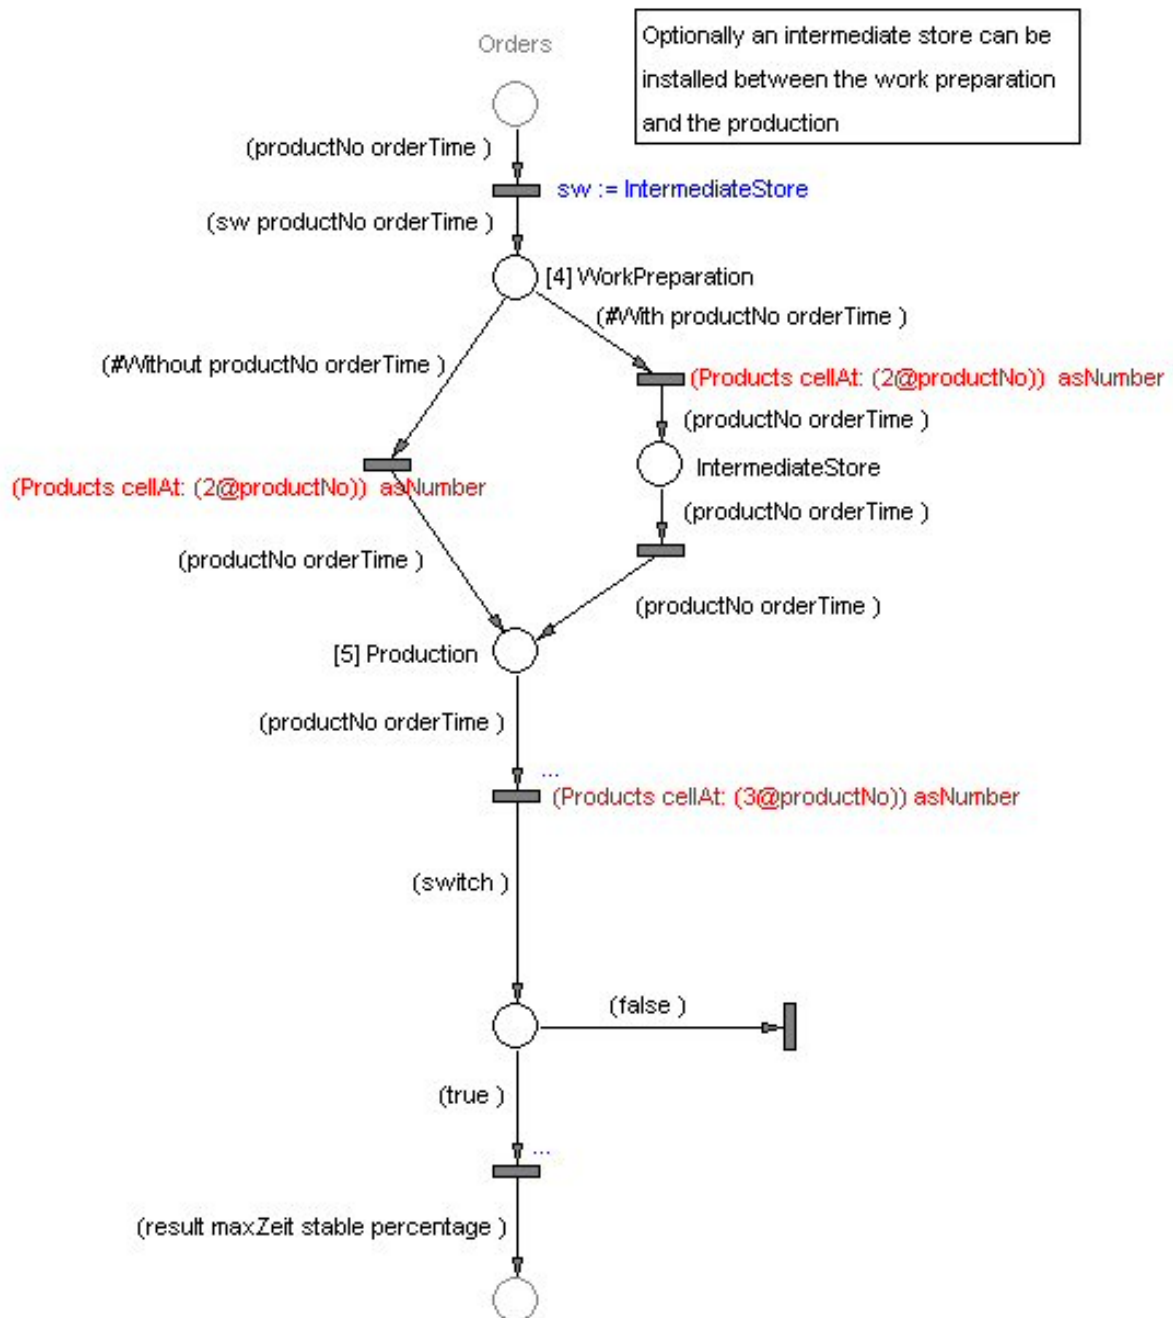 Orders
Optionally an intermediate store can be
installed between the work preparation
and the production
(productNo orderTime )
sw := IntermediateStore
(sw productNo orderTime )
[4] WorkPreparation
(#With productNo orderTime )
(#Without productNo orderTime )
(Products cellAt: (2@productNo))  asNumber
(productNo orderTime )
IntermediateStore
(Products cellAt: (2@productNo))  asNumber
(productNo orderTime )
(productNo orderTime )
(productNo orderTime )
[5] Production
(productNo orderTime )
...
(Products cellAt: (3@productNo)) asNumber
(switch )
(false )
(true )
...
(result maxZeit stable percentage )